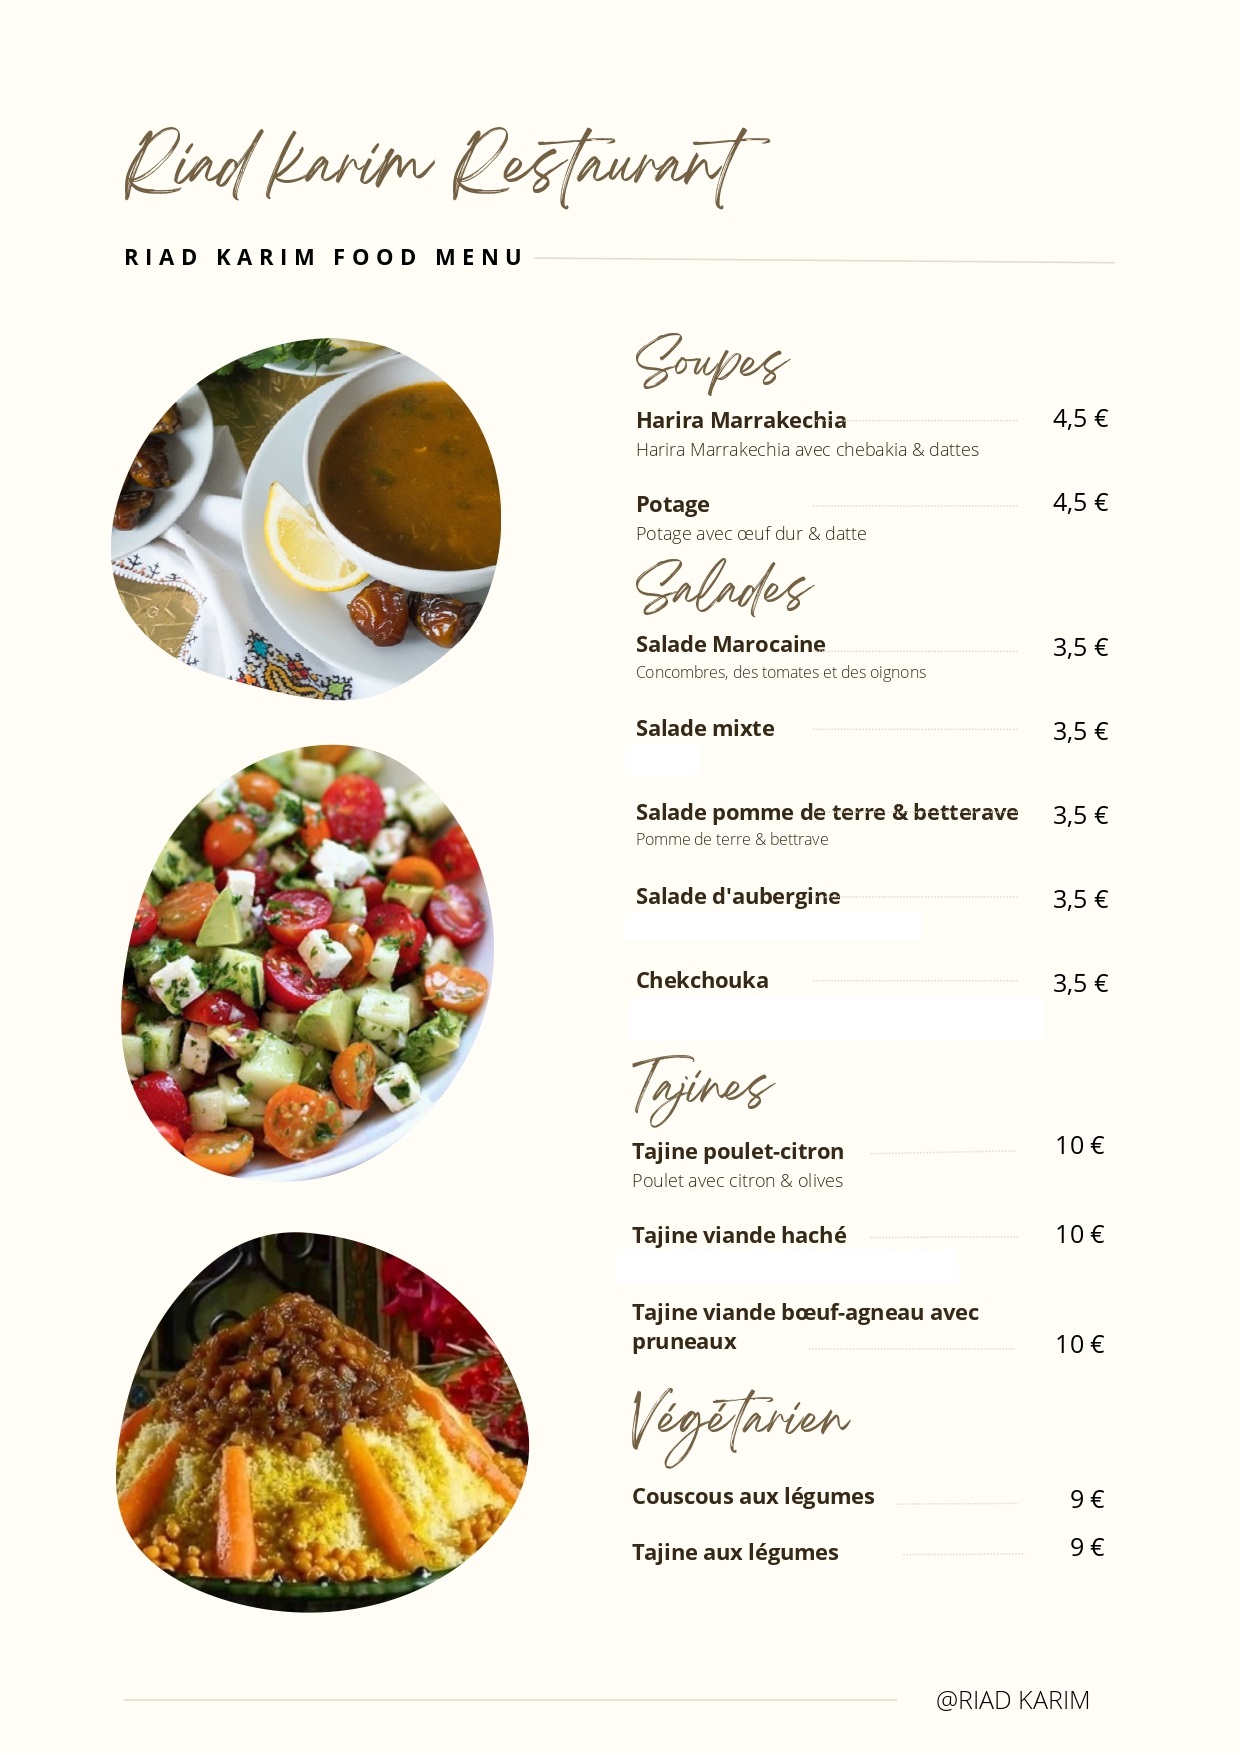 Riad Karim Restaurant
RIAD KARIM FOOD MENU
Soupes
Harira Marrakechia 4,5 €
Harira Marrakechia avec chebakia & dattes
Potage 4,5 €
Potage avec œuf dur & datte
Salades
Salade Marocaine 3,5 €
Concombres, des tomates et des oignons
Salade mixte 3,5 €
Salade pomme de terre & betterave 3,5 €
Pomme de terre & bettrave
Salade d'aubergine 3,5 €
Chekchouka 3,5 €
Tajines
Tajine poulet-citron 10 €
Poulet avec citron & olives
Tajine viande haché 10 €
Tajine viande bœuf-agneau avec
pruneaux 10 €
Végétarien
Couscous aux légumes 9 €
Tajine aux légumes 9 €
@RIAD KARIM